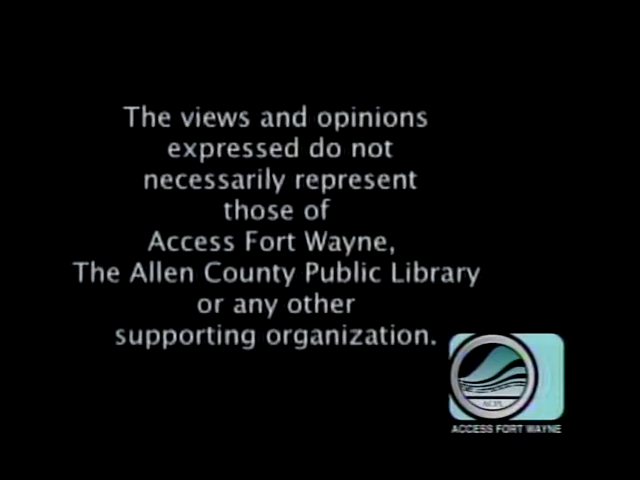 The views and opinions
expressed do not
necessarily represent
those of
Access Fort Wayne,
The Allen County Public Library
or any other
supporting organization.
ACCESS FORT WAYNE